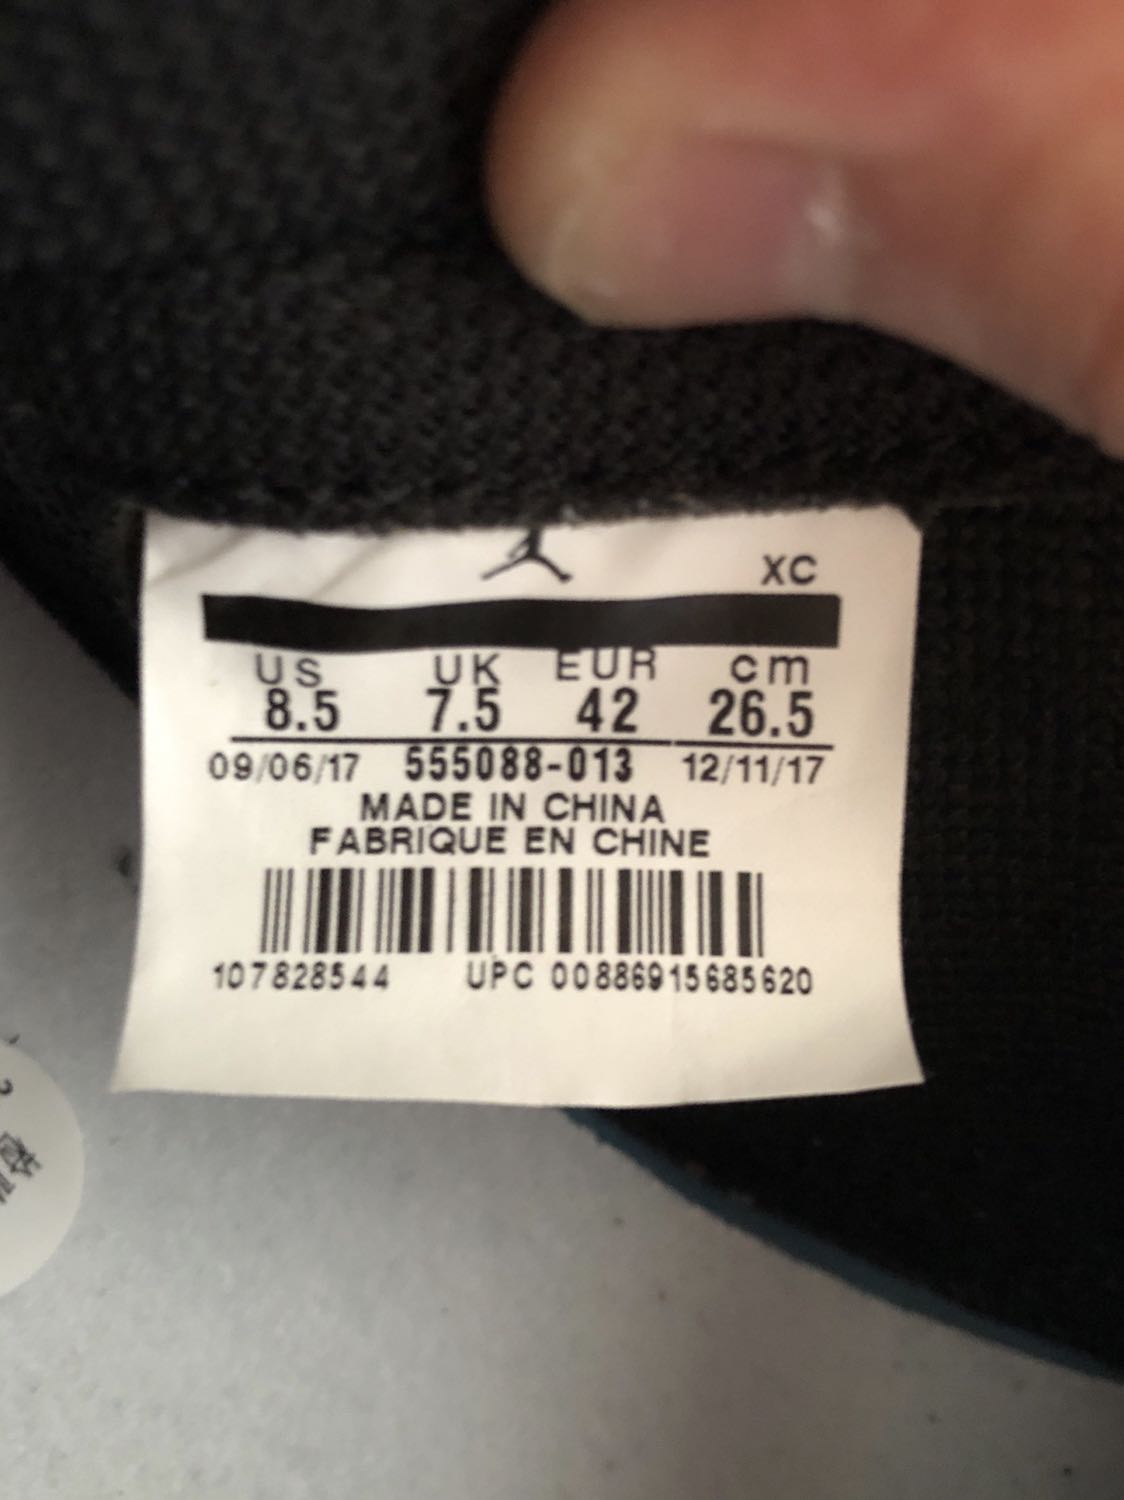 XC
US UK EUR cm
8.5 7.5 42 26.5
09/06/17 555088-013 12/11/17
MADE IN CHINA
FABRIQUE EN CHINE
107828544 UPC 00886915685620